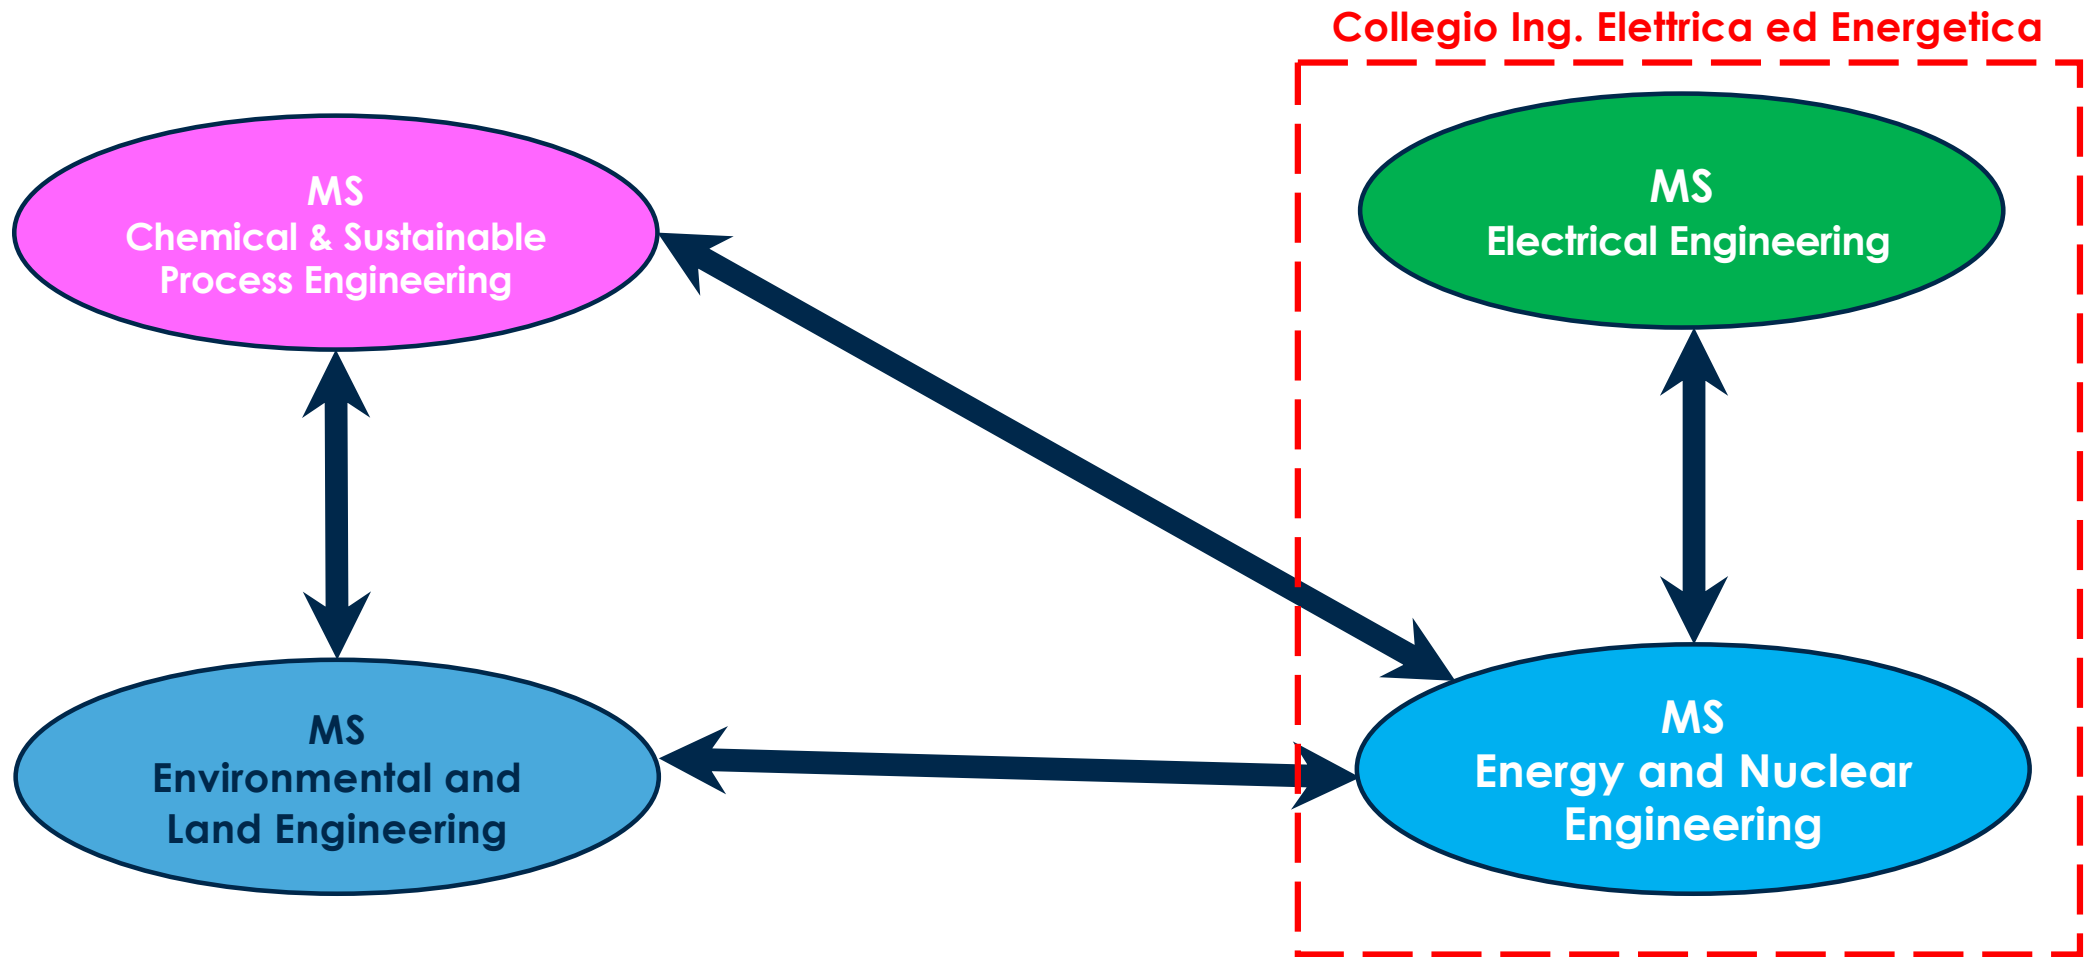 Collegio Ing. Elettrica ed Energetica
MS
Chemical & Sustainable
Process Engineering
MS
Electrical Engineering
MS
Environmental and
Land Engineering
MS
Energy and Nuclear
Engineering